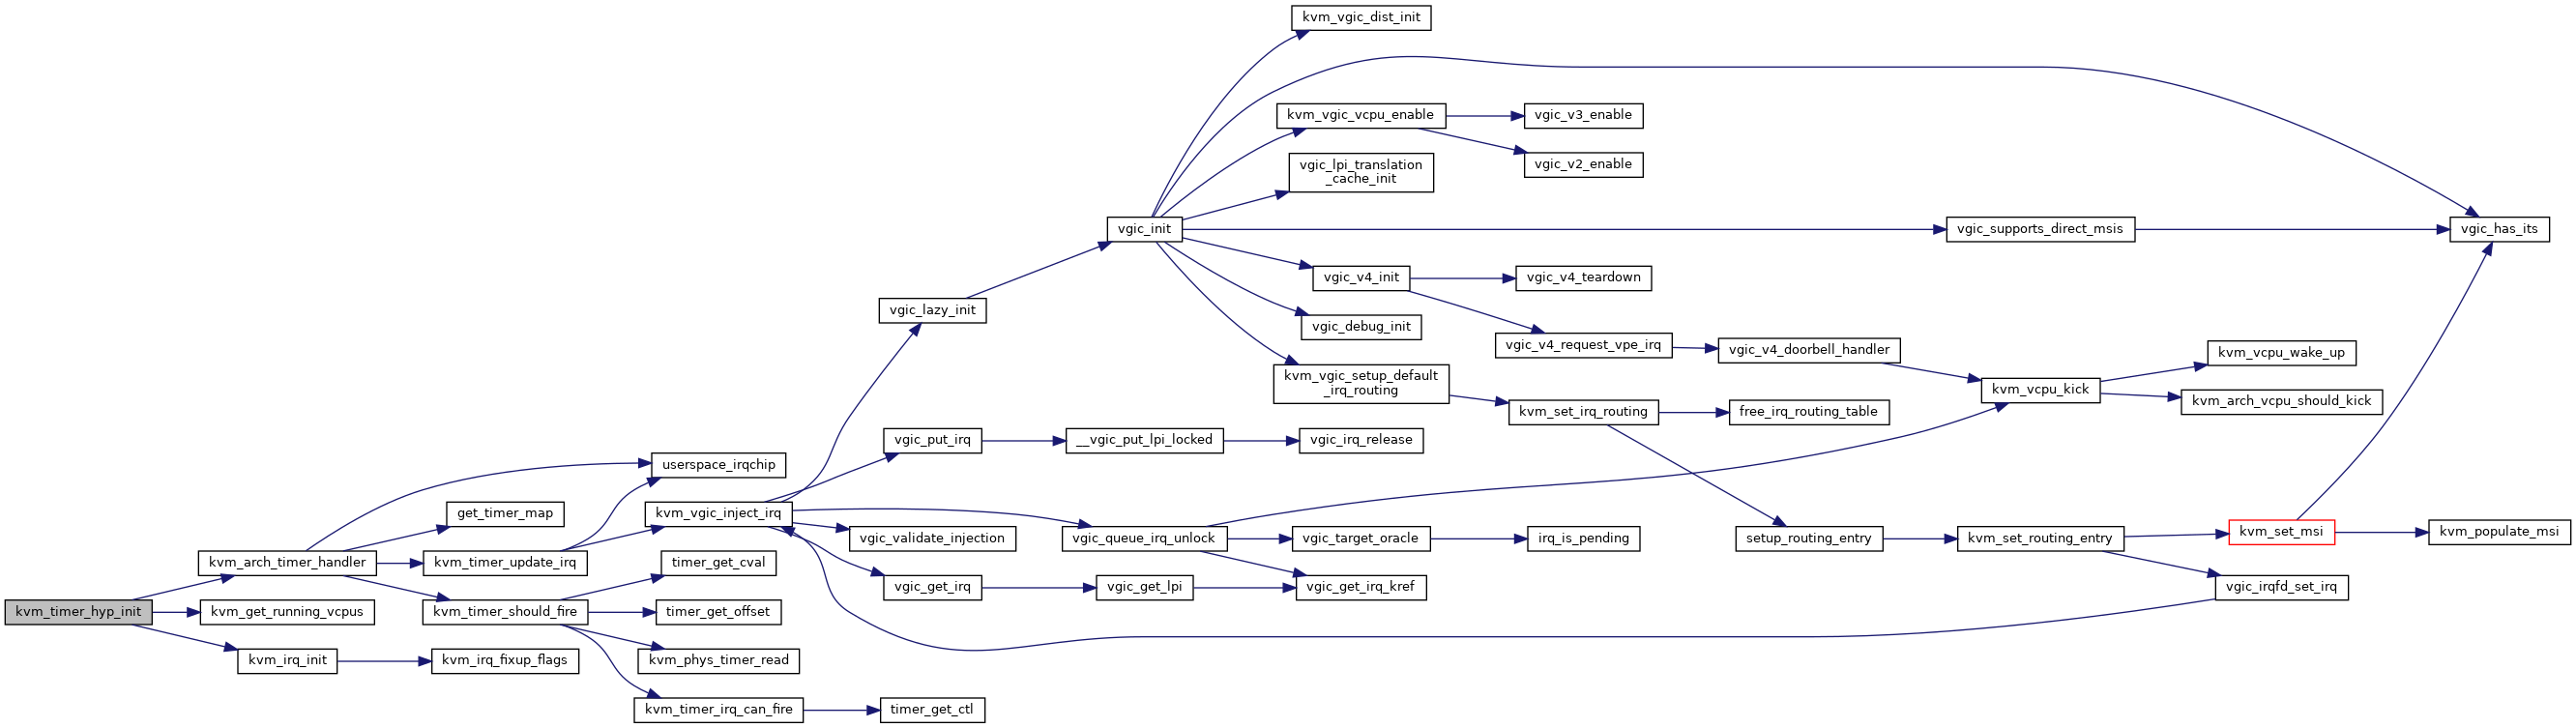 kvm_vgic_dist_init
kvm_vgic_vcpu_enable
vgic_v3_enable
vgic_v2_enable
vgic_lpi_translation
_cache_init
vgic_init
vgic_supports_direct_msis
vgic_has_its
vgic_v4_init
vgic_v4_teardown
vgic_lazy_init
vgic_debug_init
vgic_v4_request_vpe_irq
vgic_v4_doorbell_handler
kvm_vcpu_wake_up
kvm_vgic_setup_default
_irq_routing
kvm_vcpu_kick
kvm_arch_vcpu_should_kick
kvm_set_irq_routing
free_irq_routing_table
vgic_put_irq
__vgic_put_lpi_locked
vgic_irq_release
userspace_irqchip
get_timer_map
kvm_vgic_inject_irq
vgic_validate_injection
vgic_queue_irq_unlock
vgic_target_oracle
irq_is_pending
setup_routing_entry
kvm_set_routing_entry
kvm_set_msi
kvm_populate_msi
kvm_arch_timer_handler
kvm_timer_update_irq
timer_get_cval
vgic_get_irq
vgic_get_lpi
vgic_get_irq_kref
vgic_irqfd_set_irq
kvm_timer_hyp_init
kvm_get_running_vcpus
kvm_timer_should_fire
timer_get_offset
kvm_irq_init
kvm_irq_fixup_flags
kvm_phys_timer_read
kvm_timer_irq_can_fire
timer_get_ctl